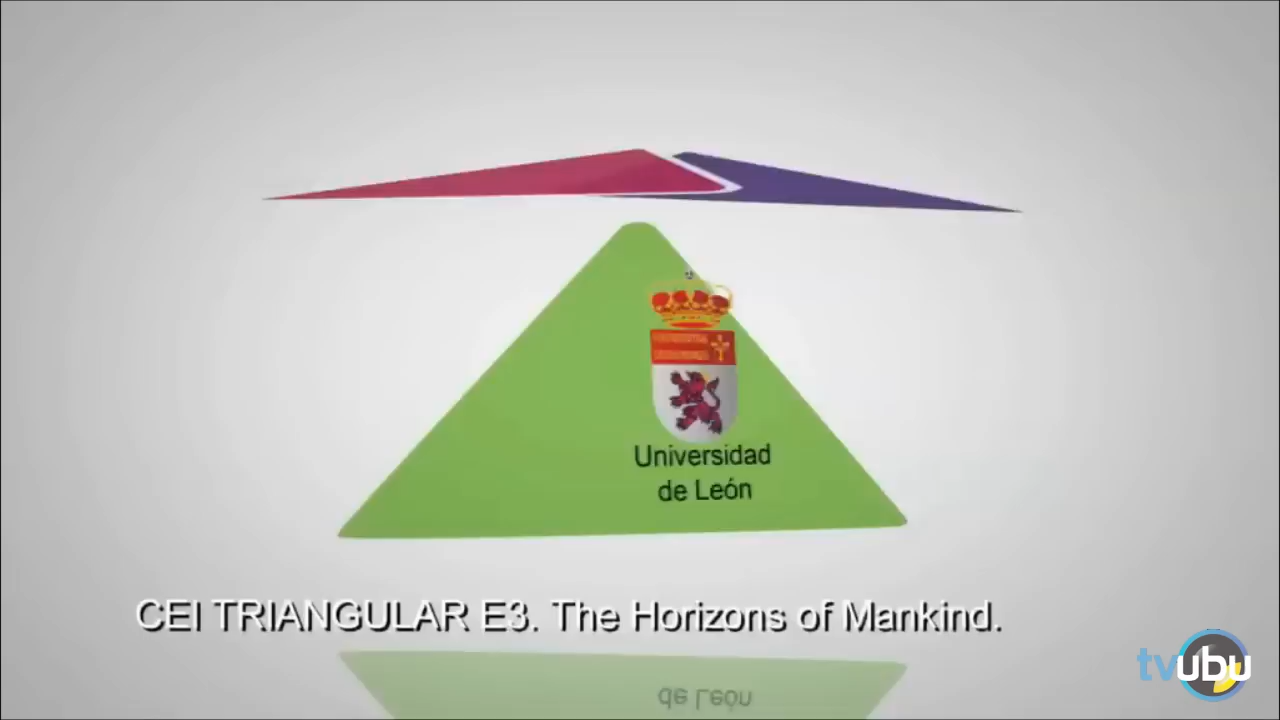 Universidad
de León
CEI TRIANGULAR E3. The Horizons of Mankind.
de León
tvubu